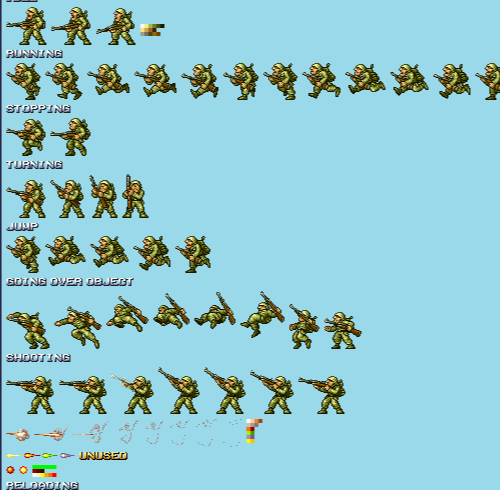 RUNNING
STOPPING
TURNING
JUMP
GOING OVER OBJECT
SHOOTING
UNUSED
RELOADING